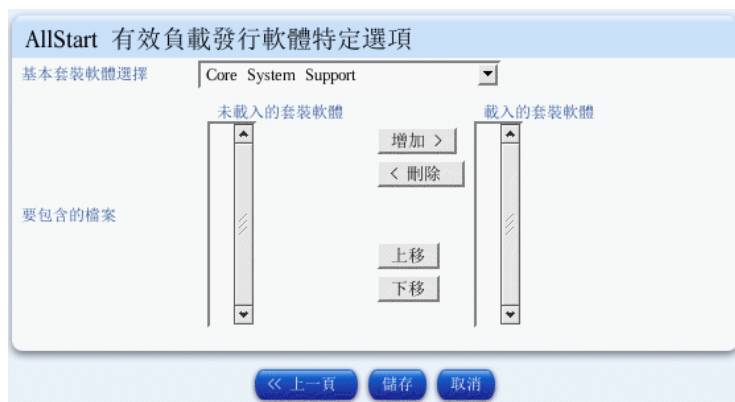 AllStart 有效負載發行軟體特定選項
基本套裝軟體選擇 Core System Support
未載入的套裝軟體 載入的套裝軟體
增加 >
< 刪除
要包含的檔案
上移
下移
<< 上一頁 儲存 取消